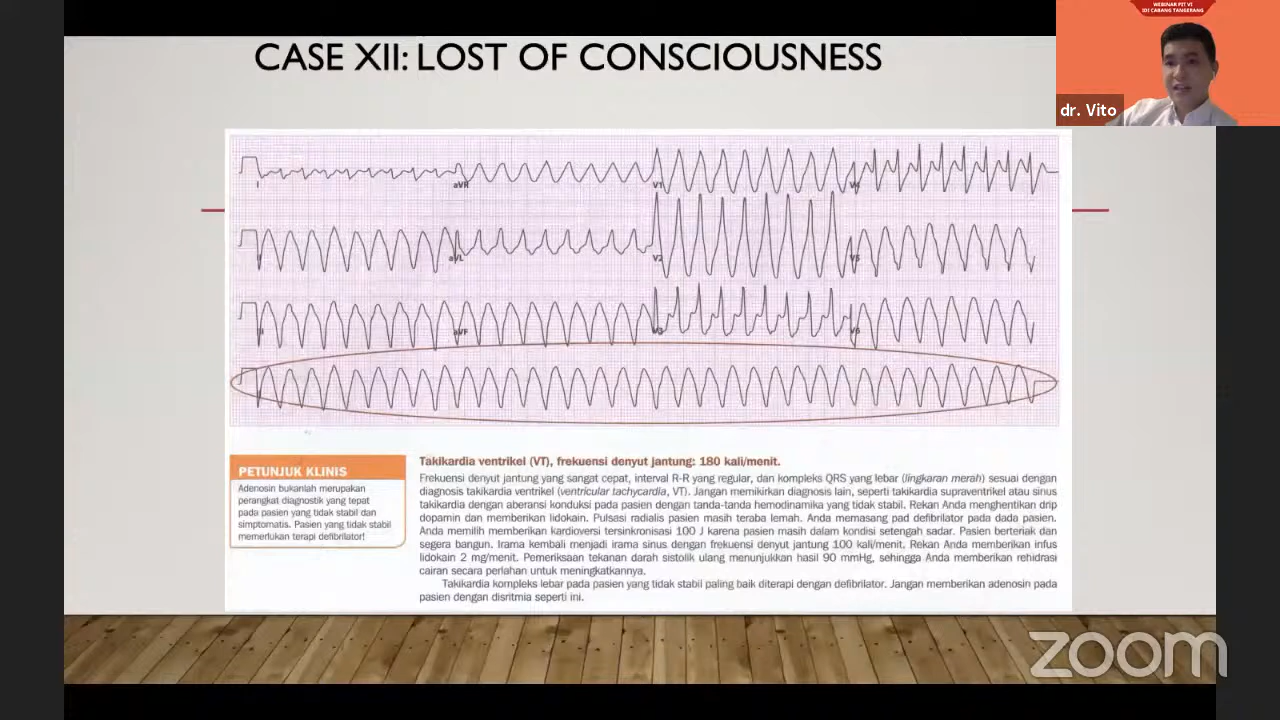 WEBINAR PIT VI
IDI CABANG TANGERANG
dr. Vito
CASE XII: LOST OF CONSCIOUSNESS
I
aVR
V1
V4
II
aVL
V2
V5
III
aVF
V3
V6
PETUNJUK KLINIS
Adenosin bukanlah merupakan
perangkat diagnostik yang tepat
pada pasien yang tidak stabil dan
simptomatis. Pasien yang tidak stabil
memerlukan terapi defibrilator!
Takikardia ventrikel (VT), frekuensi denyut jantung: 180 kali/menit.
Frekuensi denyut jantung yang sangat cepat, interval R-R yang regular, dan kompleks QRS yang lebar (lingkaran merah) sesuai dengan
diagnosis takikardia ventrikel (ventricular tachycardia, VT). Jangan memikirkan diagnosis lain, seperti takikardia supraventrikel atau sinus
takikardia dengan aberansi konduksi pada pasien dengan tanda-tanda hemodinamika yang tidak stabil. Rekan Anda menghentikan drip
dopamin dan memberikan lidokain. Pulsasi radialis pasien masih teraba lemah. Anda memasang pad defibrilator pada dada pasien.
Anda memilih memberikan kardioversi tersinkronisasi 100 J karena pasien masih dalam kondisi setengah sadar. Pasien berteriak dan
segera bangun. Irama kembali menjadi irama sinus dengan frekuensi denyut jantung 100 kali/menit. Rekan Anda memberikan infus
lidokain 2 mg/menit. Pemeriksaan tekanan darah sistolik ulang menunjukkan hasil 90 mmHg, sehingga Anda memberikan rehidrasi
cairan secara perlahan untuk meningkatkannya.
Takikardia kompleks lebar pada pasien yang tidak stabil paling baik diterapi dengan defibrilator. Jangan memberikan adenosin pada
pasien dengan disritmia seperti ini.
zoom